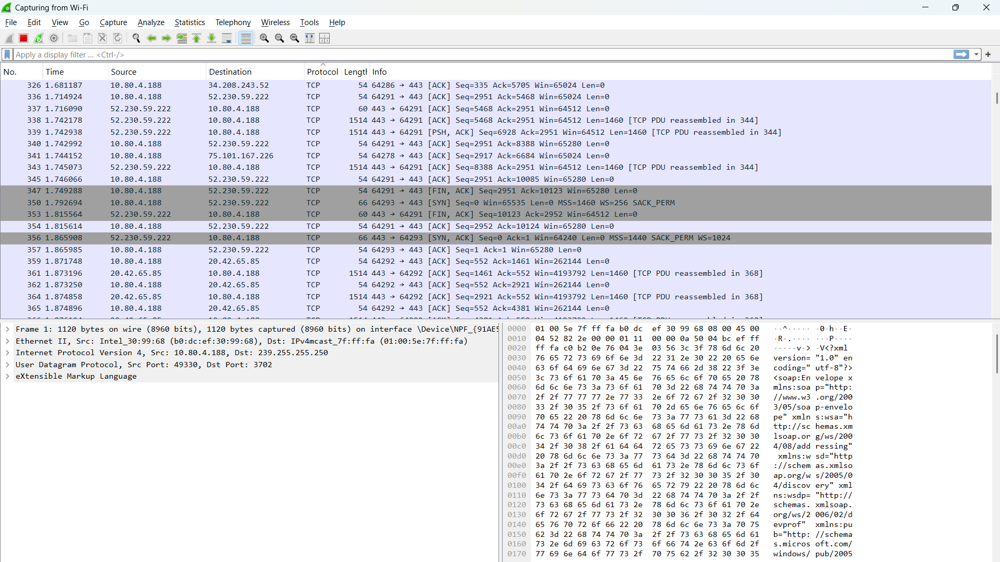 Capturing from Wi-Fi
File Edit View Go Capture Analyze Statistics Telephony Wireless Tools Help
Apply a display filter ... <Ctrl-/>
No. Time Source Destination Protocol Length Info
326 1.681187 10.80.4.188 34.208.243.52 TCP 54 64286 → 443 [ACK] Seq=335 Ack=5705 Win=65024 Len=0
336 1.714924 10.80.4.188 52.230.59.222 TCP 54 64291 → 443 [ACK] Seq=2951 Ack=5468 Win=65024 Len=0
337 1.716090 52.230.59.222 10.80.4.188 TCP 60 443 → 64291 [ACK] Seq=5468 Ack=2951 Win=64512 Len=0
338 1.742178 52.230.59.222 10.80.4.188 TCP 1514 443 → 64291 [ACK] Seq=5468 Ack=2951 Win=64512 Len=1460 [TCP PDU reassembled in 344]
339 1.742938 52.230.59.222 10.80.4.188 TCP 1514 443 → 64291 [PSH, ACK] Seq=6928 Ack=2951 Win=64512 Len=1460 [TCP PDU reassembled in 344]
340 1.742992 10.80.4.188 52.230.59.222 TCP 54 64291 → 443 [ACK] Seq=2951 Ack=8388 Win=65280 Len=0
341 1.744152 10.80.4.188 75.101.167.226 TCP 54 64278 → 443 [ACK] Seq=2917 Ack=6684 Win=65024 Len=0
343 1.745073 52.230.59.222 10.80.4.188 TCP 1514 443 → 64291 [ACK] Seq=8388 Ack=2951 Win=64512 Len=1460 [TCP PDU reassembled in 344]
345 1.746066 10.80.4.188 52.230.59.222 TCP 54 64291 → 443 [ACK] Seq=2951 Ack=10085 Win=65280 Len=0
347 1.749288 10.80.4.188 52.230.59.222 TCP 54 64291 → 443 [FIN, ACK] Seq=2951 Ack=10123 Win=65280 Len=0
350 1.792694 10.80.4.188 52.230.59.222 TCP 66 64293 → 443 [SYN] Seq=0 Win=65535 Len=0 MSS=1460 WS=256 SACK_PERM
353 1.815564 52.230.59.222 10.80.4.188 TCP 60 443 → 64291 [FIN, ACK] Seq=10123 Ack=2952 Win=64512 Len=0
354 1.815614 10.80.4.188 52.230.59.222 TCP 54 64291 → 443 [ACK] Seq=2952 Ack=10124 Win=65280 Len=0
356 1.865908 52.230.59.222 10.80.4.188 TCP 66 443 → 64293 [SYN, ACK] Seq=0 Ack=1 Win=64240 Len=0 MSS=1440 SACK_PERM WS=1024
357 1.865985 10.80.4.188 52.230.59.222 TCP 54 64293 → 443 [ACK] Seq=1 Ack=1 Win=65280 Len=0
359 1.871748 10.80.4.188 20.42.65.85 TCP 54 64292 → 443 [ACK] Seq=552 Ack=1461 Win=262144 Len=0
361 1.873196 20.42.65.85 10.80.4.188 TCP 1514 443 → 64292 [ACK] Seq=1461 Ack=552 Win=4193792 Len=1460 [TCP PDU reassembled in 368]
362 1.873250 10.80.4.188 20.42.65.85 TCP 54 64292 → 443 [ACK] Seq=552 Ack=2921 Win=262144 Len=0
364 1.874858 20.42.65.85 10.80.4.188 TCP 1514 443 → 64292 [ACK] Seq=2921 Ack=552 Win=4193792 Len=1460 [TCP PDU reassembled in 368]
365 1.874896 10.80.4.188 20.42.65.85 TCP 54 64292 → 443 [ACK] Seq=552 Ack=4381 Win=262144 Len=0
Frame 1: 1120 bytes on wire (8960 bits), 1120 bytes captured (8960 bits) on interface \Device\NPF_{91AE5
Ethernet II, Src: Intel_30:99:68 (b0:dc:ef:30:99:68), Dst: IPv4mcast_7f:ff:fa (01:00:5e:7f:ff:fa)
Internet Protocol Version 4, Src: 10.80.4.188, Dst: 239.255.255.250
User Datagram Protocol, Src Port: 49330, Dst Port: 3702
eXtensible Markup Language
0000 01 00 5e 7f ff fa b0 dc ef 30 99 68 08 00 45 00 ··^····· ·0·h··E·
0010 04 52 82 2e 00 00 01 11 00 00 0a 50 04 bc ef ff ·R·.···· ···P····
0020 ff fa c0 b2 0e 76 04 3e 03 56 3c 3f 78 6d 6c 20 ·····v·> ·V<?xml
0030 76 65 72 73 69 6f 6e 3d 22 31 2e 30 22 20 65 6e version= "1.0" en
0040 63 6f 64 69 6e 67 3d 22 75 74 66 2d 38 22 3f 3e coding=" utf-8"?>
0050 3c 73 6f 61 70 3a 45 6e 76 65 6c 6f 70 65 20 78 <soap:En velope x
0060 6d 6c 6e 73 3a 73 6f 61 70 3d 22 68 74 74 70 3a mlns:soa p="http:
0070 2f 2f 77 77 77 2e 77 33 2e 6f 72 67 2f 32 30 30 //www.w3 .org/200
0080 33 2f 30 35 2f 73 6f 61 70 2d 65 6e 76 65 6c 6f 3/05/soa p-envelo
0090 70 65 22 20 78 6d 6c 6e 73 3a 77 73 61 3d 22 68 pe" xmln s:wsa="h
00a0 74 74 70 3a 2f 2f 73 63 68 65 6d 61 73 2e 78 6d ttp://sc hemas.xm
00b0 6c 73 6f 61 70 2e 6f 72 67 2f 77 73 2f 32 30 30 lsoap.or g/ws/200
00c0 34 2f 30 38 2f 61 64 64 72 65 73 73 69 6e 67 22 4/08/add ressing"
00d0 20 78 6d 6c 6e 73 3a 77 73 64 3d 22 68 74 74 70 xmlns:w sd="http
00e0 3a 2f 2f 73 63 68 65 6d 61 73 2e 78 6d 6c 73 6f ://schem as.xmlso
00f0 61 70 2e 6f 72 67 2f 77 73 2f 32 30 30 35 2f 30 ap.org/w s/2005/0
0100 34 2f 64 69 73 63 6f 76 65 72 79 22 20 78 6d 6c 4/discov ery" xml
0110 6e 73 3a 77 73 64 70 3d 22 68 74 74 70 3a 2f 2f ns:wsdp= "http://
0120 73 63 68 65 6d 61 73 2e 78 6d 6c 73 6f 61 70 2e schemas. xmlsoap.
0130 6f 72 67 2f 77 73 2f 32 30 30 36 2f 30 32 2f 64 org/ws/2 006/02/d
0140 65 76 70 72 6f 66 22 20 78 6d 6c 6e 73 3a 70 75 evprof" xmlns:pu
0150 62 3d 22 68 74 74 70 3a 2f 2f 73 63 68 65 6d 61 b="http: //schema
0160 73 2e 6d 69 63 72 6f 73 6f 66 74 2e 63 6f 6d 2f s.micros oft.com/
0170 77 69 6e 64 6f 77 73 2f 70 75 62 2f 32 30 30 35 windows/ pub/2005